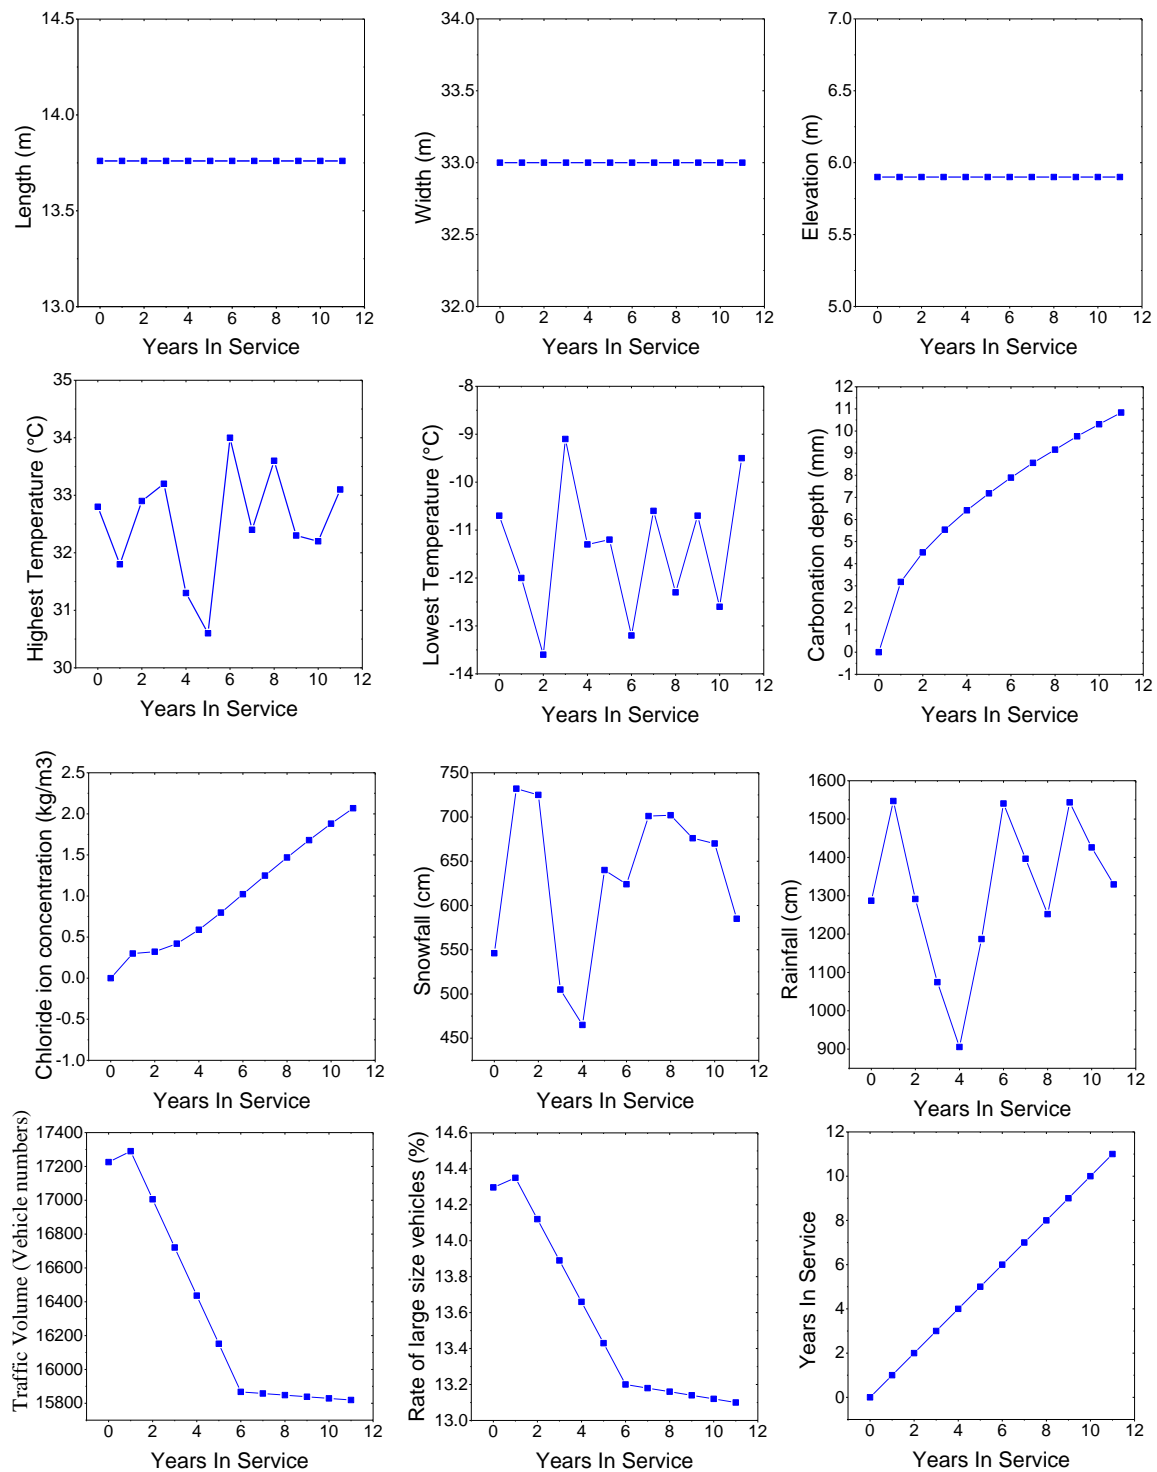 14.5
14.0
13.5
13.0
Length (m)
0 2 4 6 8 10 12
Years In Service
34.0
33.5
33.0
32.5
32.0
Width (m)
0 2 4 6 8 10 12
Years In Service
7.0
6.5
6.0
5.5
5.0
Elevation (m)
0 2 4 6 8 10 12
Years In Service
35
34
33
32
31
30
Highest Temperature (°C)
0 2 4 6 8 10 12
Years In Service
-8
-9
-10
-11
-12
-13
-14
Lowest Temperature (°C)
0 2 4 6 8 10 12
Years In Service
12
11
10
9
8
7
6
5
4
3
2
1
0
-1
Carbonation depth (mm)
0 2 4 6 8 10 12
Years In Service
2.5
2.0
1.5
1.0
0.5
0.0
-0.5
-1.0
Chloride ion concentration (kg/m3)
0 2 4 6 8 10 12
Years In Service
750
700
650
600
550
500
450
Snowfall (cm)
0 2 4 6 8 10 12
Years In Service
1600
1500
1400
1300
1200
1100
1000
900
Rainfall (cm)
0 2 4 6 8 10 12
Years In Service
17400
17200
17000
16800
16600
16400
16200
16000
15800
Traffic Volume (Vehicle numbers)
0 2 4 6 8 10 12
Years In Service
14.6
14.4
14.2
14.0
13.8
13.6
13.4
13.2
13.0
Rate of large size vehicles (%)
0 2 4 6 8 10 12
Years In Service
12
10
8
6
4
2
0
Years In Service
0 2 4 6 8 10 12
Years In Service